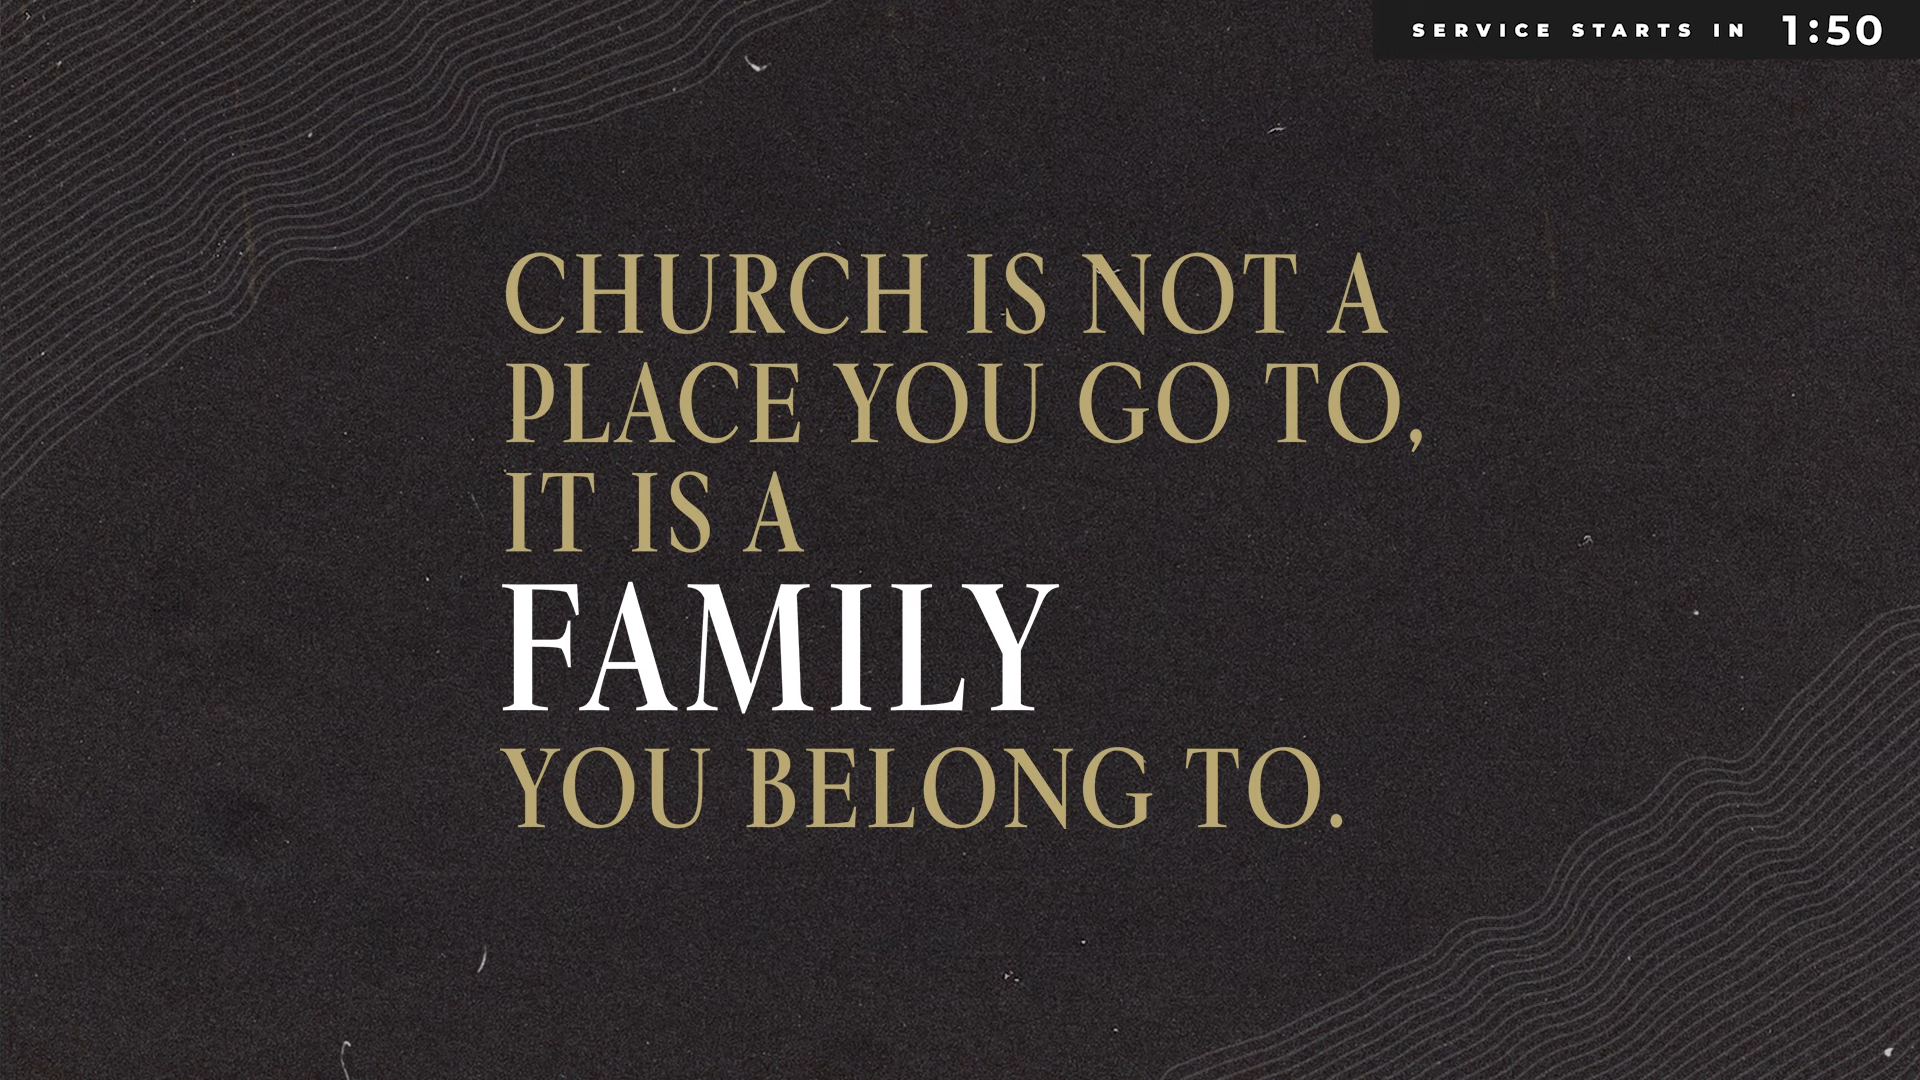 SERVICE STARTS IN 1:50
CHURCH IS NOT A
PLACE YOU GO TO,
IT IS A
FAMILY
YOU BELONG TO.